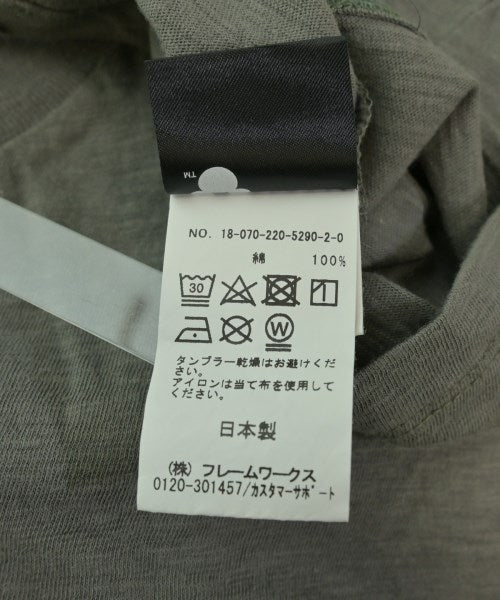 TM
NO. 18-070-220-5290-2-0
綿 100%
30
W
タンブラー乾燥はお避けくだ
さい。
アイロンは当て布を使用して
ください。
日本製
(株) フレームワークス
0120-301457/カスタマーサポート